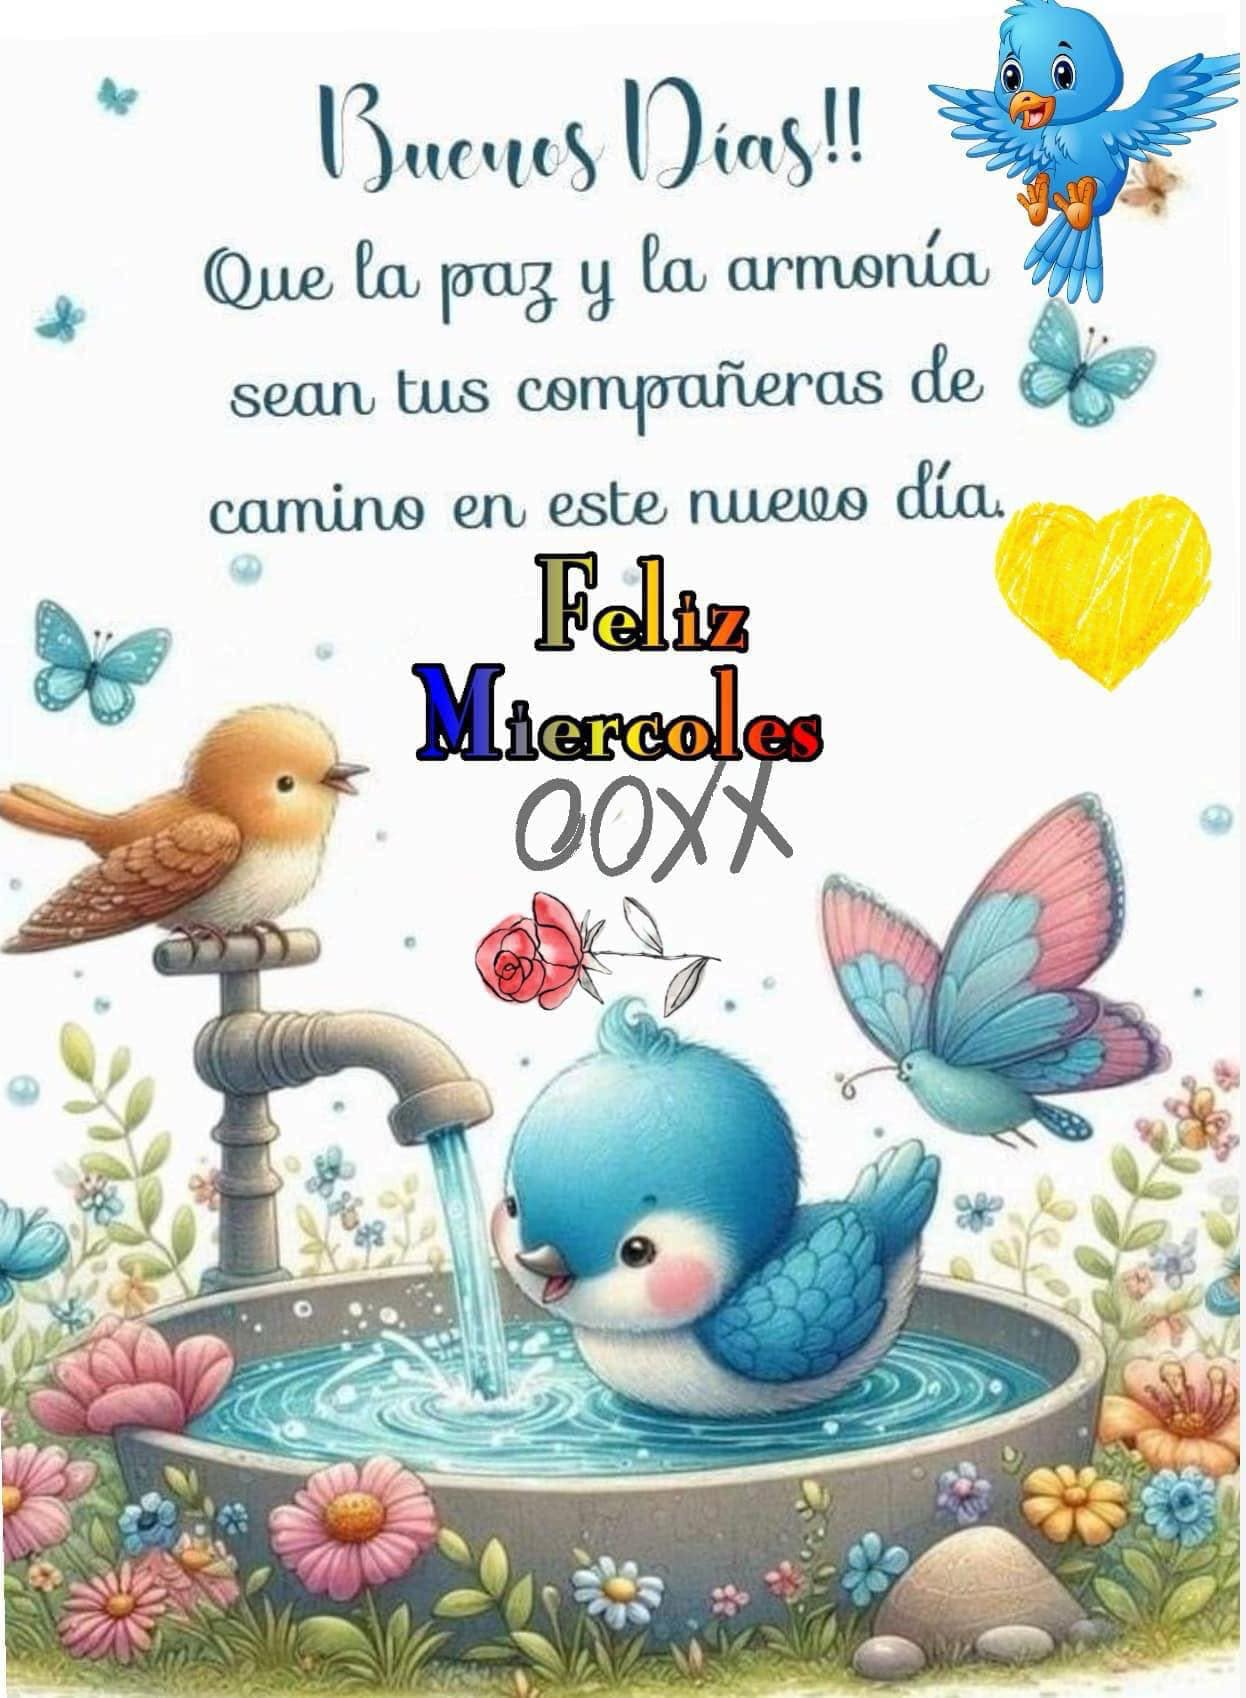 Buenos Días!!
Que la paz y la armonía
sean tus compañeras de
camino en este nuevo día.
Feliz
Miercoles
OOXX